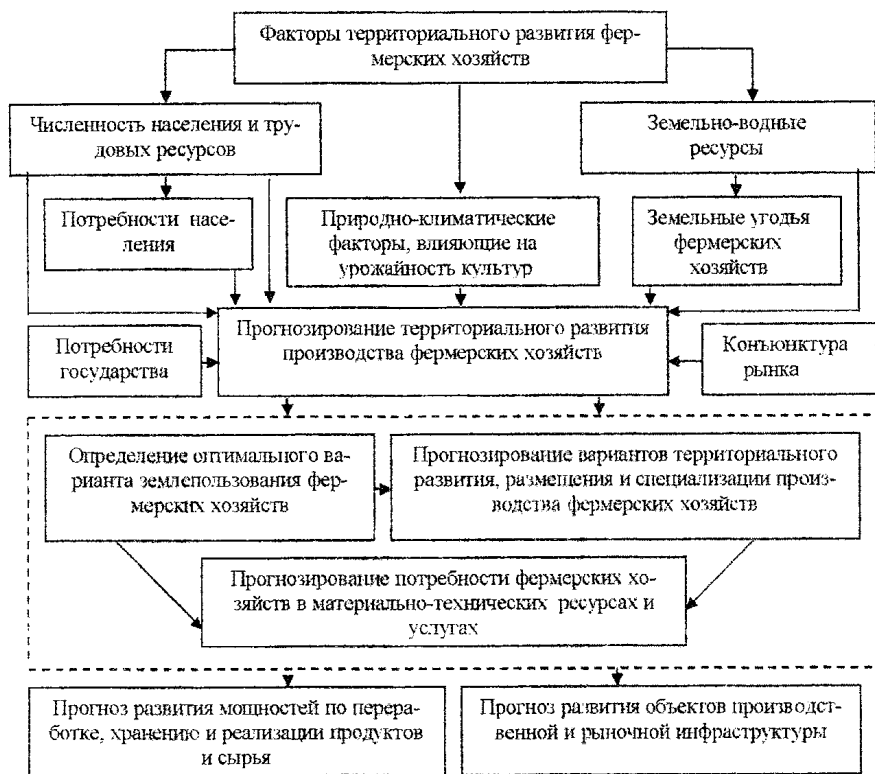 Факторы территориального развития фер-
мерских хозяйств
Численность населения и тру-
довых ресурсов
Земельно-водные
ресурсы
Потребности насе-
ления
Природно-климатические
факторы, влияющие на
урожайность культур
Земельные угодья
фермерских
хозяйств
Прогнозирование территориального развития
производства фермерских хозяйств
Потребности
государства
Конъюнктура
рынка
Определение оптимального ва-
рианта землепользования фер-
мерских хозяйств
Прогнозирование вариантов территориального
развития, размещения и специализации произ-
водства фермерских хозяйств
Прогнозирование потребности фермерских хо-
зяйств в материально-технических ресурсах и
услугах
Прогноз развития мощностей по перера-
ботке, хранению и реализации продуктов
и сырья
Прогноз развития объектов производст-
венной и рыночной инфраструктуры